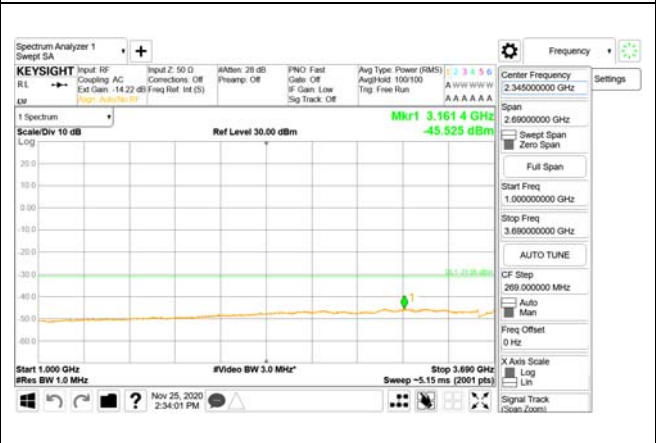 Spectrum Analyzer 1
Swept SA
+
Frequency
KEYSIGHT
RL
Input: RF
Coupling: AC
Ext Gain: -14.22 dB
Align: Auto/No RF
Input Z: 50 Ω
Corrections: Off
Freq Ref: Int (S)
#Atten: 28 dB
Preamp: Off
PNO: Fast
Gate: Off
IF Gain: Low
Sig Track: Off
Avg Type: Power (RMS)
Avg|Hold: 100/100
Trig: Free Run
1 2 3 4 5 6
A W W W W W
A A A A A A
1 Spectrum
Scale/Div 10 dB
Ref Level 30.00 dBm
Mkr1 3.161 4 GHz
-45.525 dBm
Log
20.0
10.0
0.00
-10.0
-20.0
-30.0
-40.0
-50.0
-60.0
1
Start 1.000 GHz
#Res BW 1.0 MHz
#Video BW 3.0 MHz*
Stop 3.690 GHz
Sweep ~5.15 ms (2001 pts)
Nov 25, 2020
2:34:01 PM
Center Frequency
2.345000000 GHz
Settings
Span
2.69000000 GHz
Swept Span
Zero Span
Full Span
Start Freq
1.000000000 GHz
Stop Freq
3.690000000 GHz
AUTO TUNE
CF Step
269.000000 MHz
Auto
Man
Freq Offset
0 Hz
X Axis Scale
Log
Lin
Signal Track
(Span Zoom)